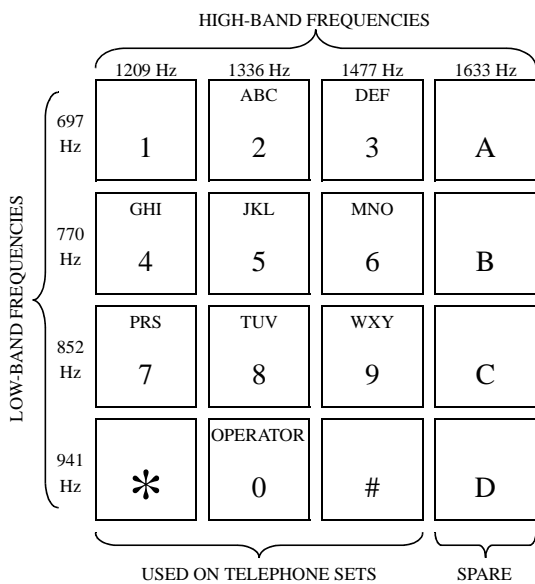 HIGH-BAND FREQUENCIES
1209 Hz 1336 Hz 1477 Hz 1633 Hz
LOW-BAND FREQUENCIES
697
Hz
ABC DEF
1 2 3 A
770
Hz
GHI JKL MNO
4 5 6 B
852
Hz
PRS TUV WXY
7 8 9 C
941
Hz
OPERATOR
* 0 # D
USED ON TELEPHONE SETS SPARE